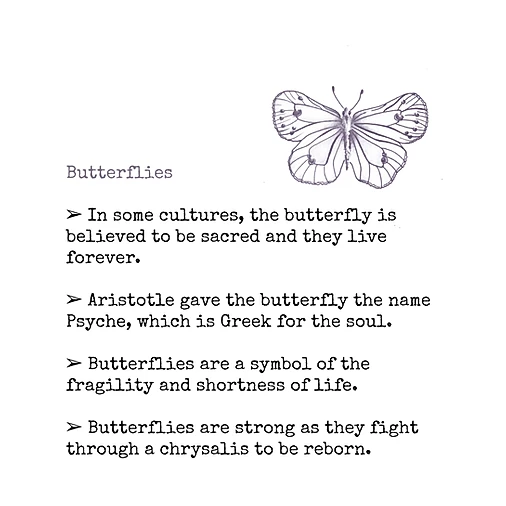 Butterflies
➢ In some cultures, the butterfly is
believed to be sacred and they live
forever.
➢ Aristotle gave the butterfly the name
Psyche, which is Greek for the soul.
➢ Butterflies are a symbol of the
fragility and shortness of life.
➢ Butterflies are strong as they fight
through a chrysalis to be reborn.